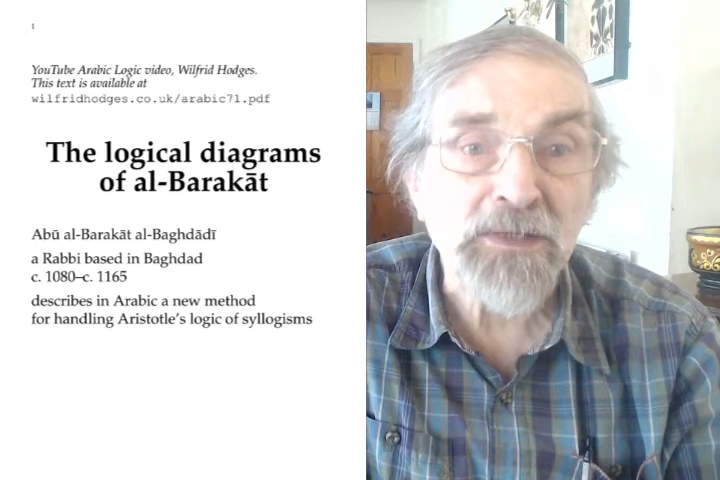 1
YouTube Arabic Logic video, Wilfrid Hodges.
This text is available at
wilfridhodges.co.uk/arabic71.pdf
The logical diagrams
of al-Barakāt
Abū al-Barakāt al-Baghdādī
a Rabbi based in Baghdad
c. 1080–c. 1165
describes in Arabic a new method
for handling Aristotle's logic of syllogisms